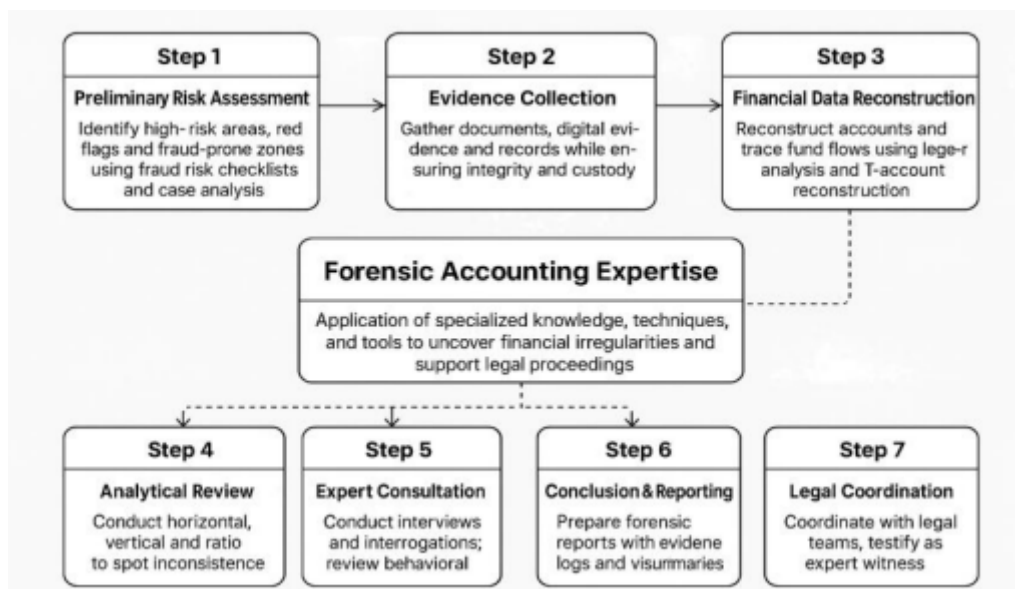 Step 1
Preliminary Risk Assessment
Identify high-risk areas, red
flags and fraud-prone zones
using fraud risk checklists
and case analysis
Step 2
Evidence Collection
Gather documents, digital evi-
dence and records while en-
suring integrity and custody
Step 3
Financial Data Reconstruction
Reconstruct accounts and
trace fund flows using lege-r
analysis and T-account
reconstruction
Forensic Accounting Expertise
Application of specialized knowledge, techniques,
and tools to uncover financial irregularities and
support legal proceedings
Step 4
Analytical Review
Conduct horizontal,
vertical and ratio
to spot inconsistence
Step 5
Expert Consultation
Conduct interviews
and interrogations;
review behavioral
Step 6
Conclusion & Reporting
Prepare forensic
reports with evidene
logs and visummaries
Step 7
Legal Coordination
Coordinate with legal
teams, testify as
expert witness